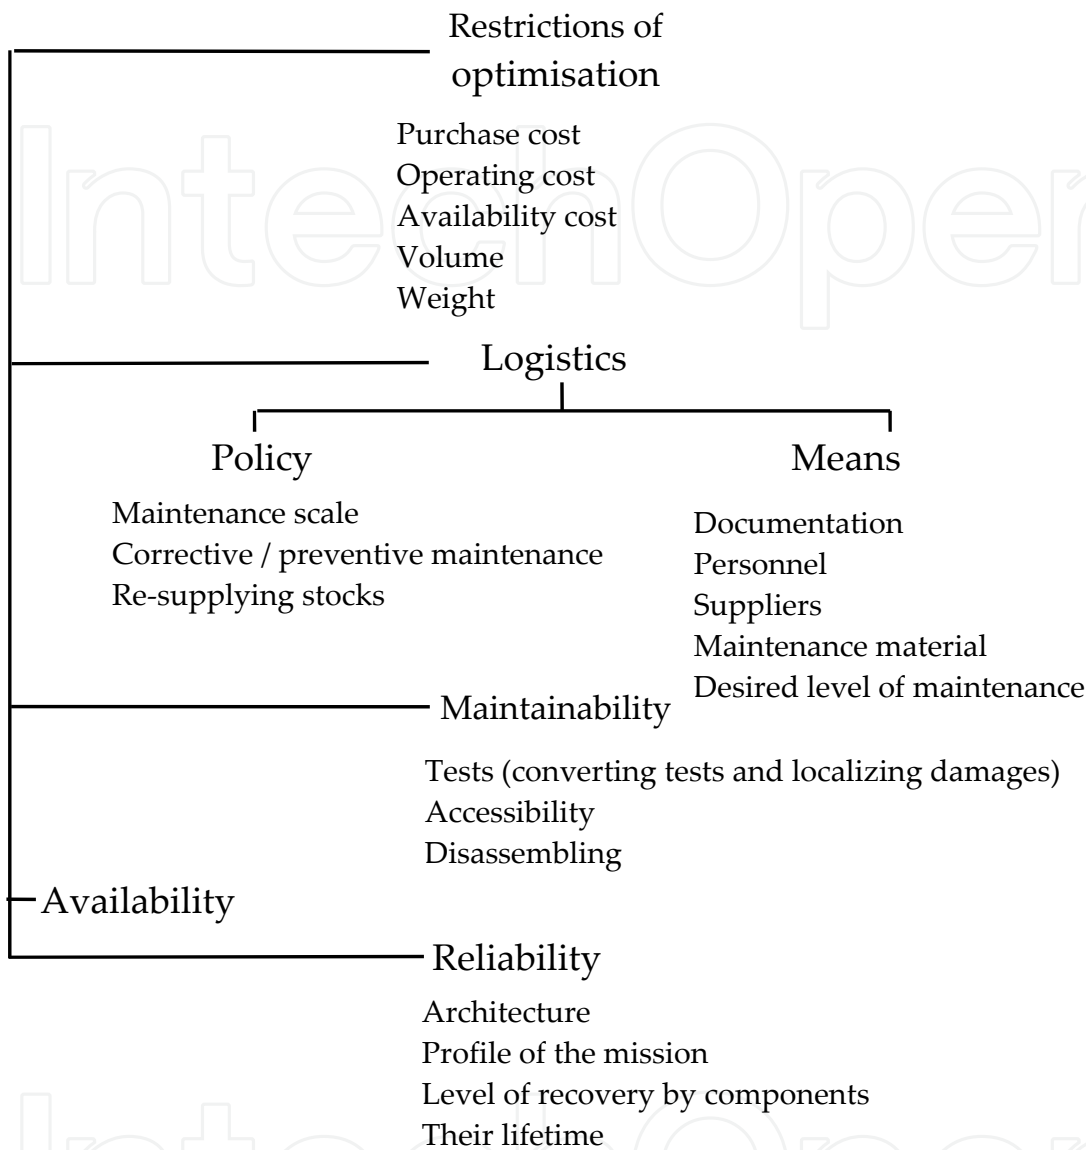 Restrictions of
optimisation
Purchase cost
Operating cost
Availability cost
Volume
Weight
Logistics
Policy
Maintenance scale
Corrective / preventive maintenance
Re-supplying stocks
Means
Documentation
Personnel
Suppliers
Maintenance material
Desired level of maintenance
Maintainability
Tests (converting tests and localizing damages)
Accessibility
Disassembling
Availability
Reliability
Architecture
Profile of the mission
Level of recovery by components
Their lifetime